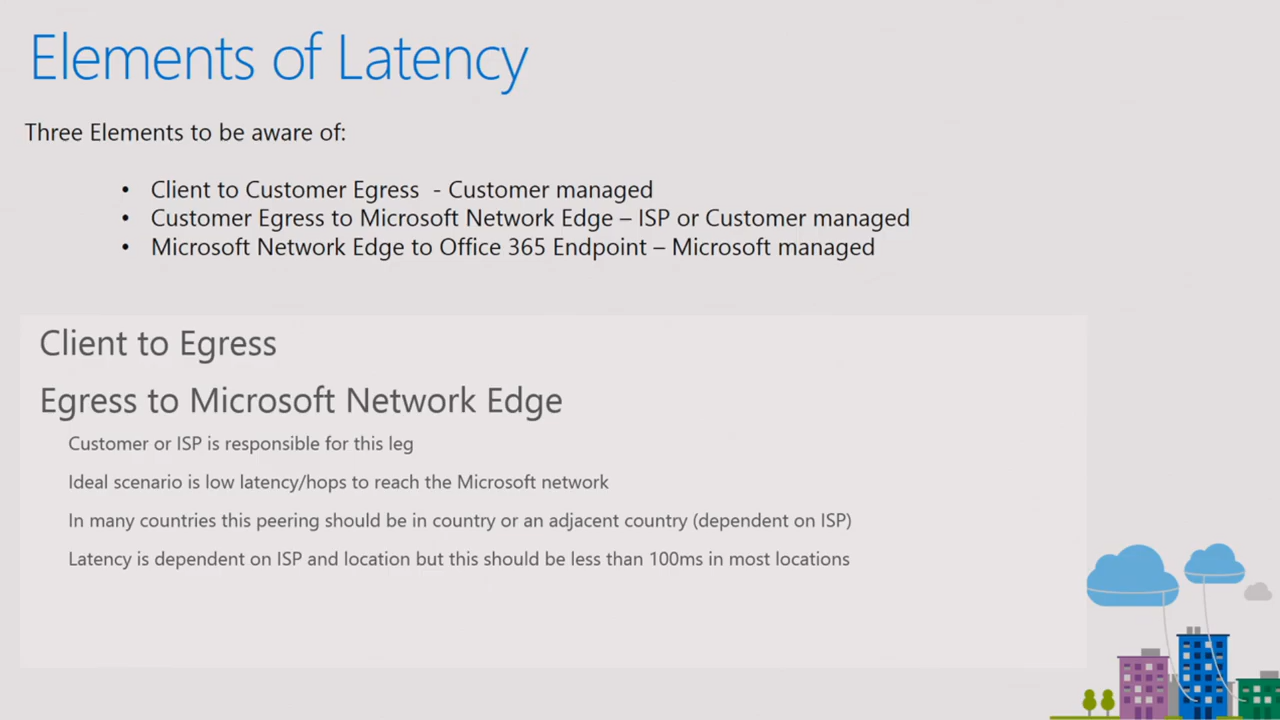 Elements of Latency
Three Elements to be aware of:
• Client to Customer Egress - Customer managed
• Customer Egress to Microsoft Network Edge – ISP or Customer managed
• Microsoft Network Edge to Office 365 Endpoint – Microsoft managed
Client to Egress
Egress to Microsoft Network Edge
Customer or ISP is responsible for this leg
Ideal scenario is low latency/hops to reach the Microsoft network
In many countries this peering should be in country or an adjacent country (dependent on ISP)
Latency is dependent on ISP and location but this should be less than 100ms in most locations